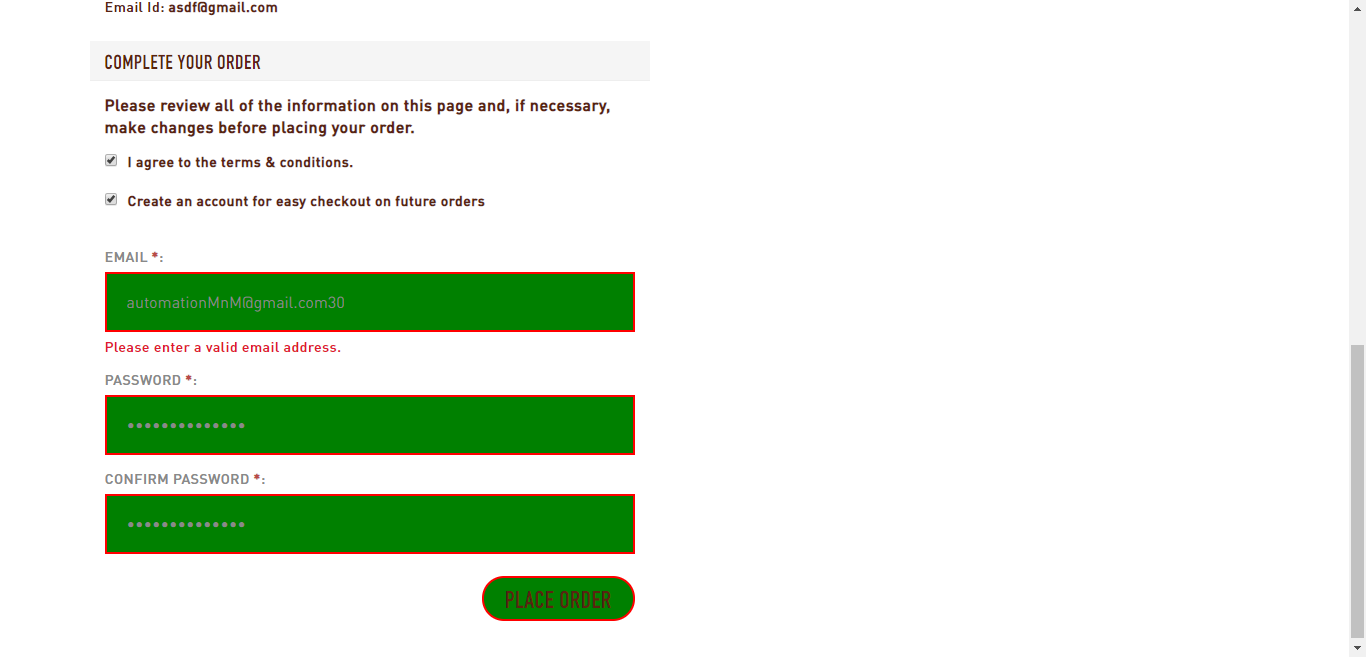 Email Id: asdf@gmail.com
COMPLETE YOUR ORDER
Please review all of the information on this page and, if necessary,
make changes before placing your order.
I agree to the terms & conditions.
Create an account for easy checkout on future orders
EMAIL *:
automationMnM@gmail.com30
Please enter a valid email address.
PASSWORD *:
••••••••••••••
CONFIRM PASSWORD *:
••••••••••••••
PLACE ORDER